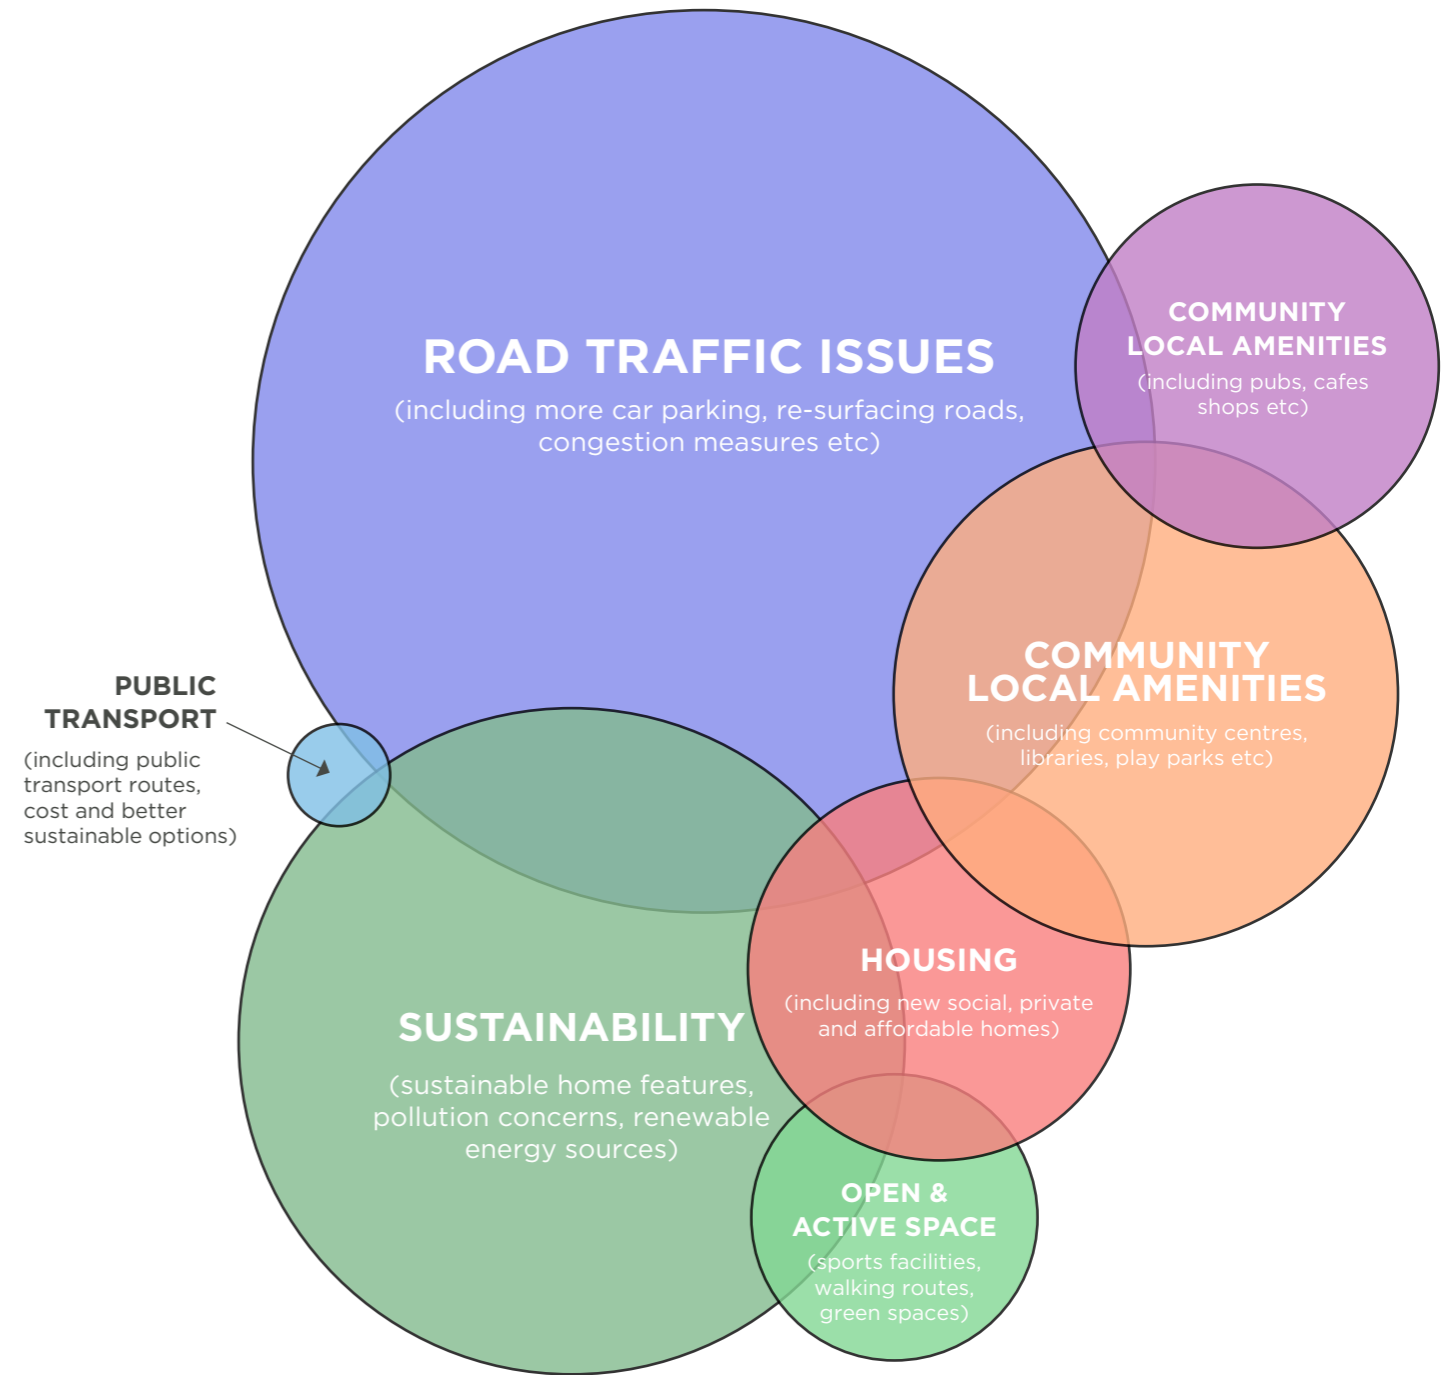 ROAD TRAFFIC ISSUES
(including more car parking, re-surfacing roads,
congestion measures etc)
COMMUNITY
LOCAL AMENITIES
(including pubs, cafes
shops etc)
COMMUNITY
LOCAL AMENITIES
(including community centres,
libraries, play parks etc)
PUBLIC
TRANSPORT
(including public
transport routes,
cost and better
sustainable options)
HOUSING
(including new social, private
and affordable homes)
SUSTAINABILITY
(sustainable home features,
pollution concerns, renewable
energy sources)
OPEN &
ACTIVE SPACE
(sports facilities,
walking routes,
green spaces)